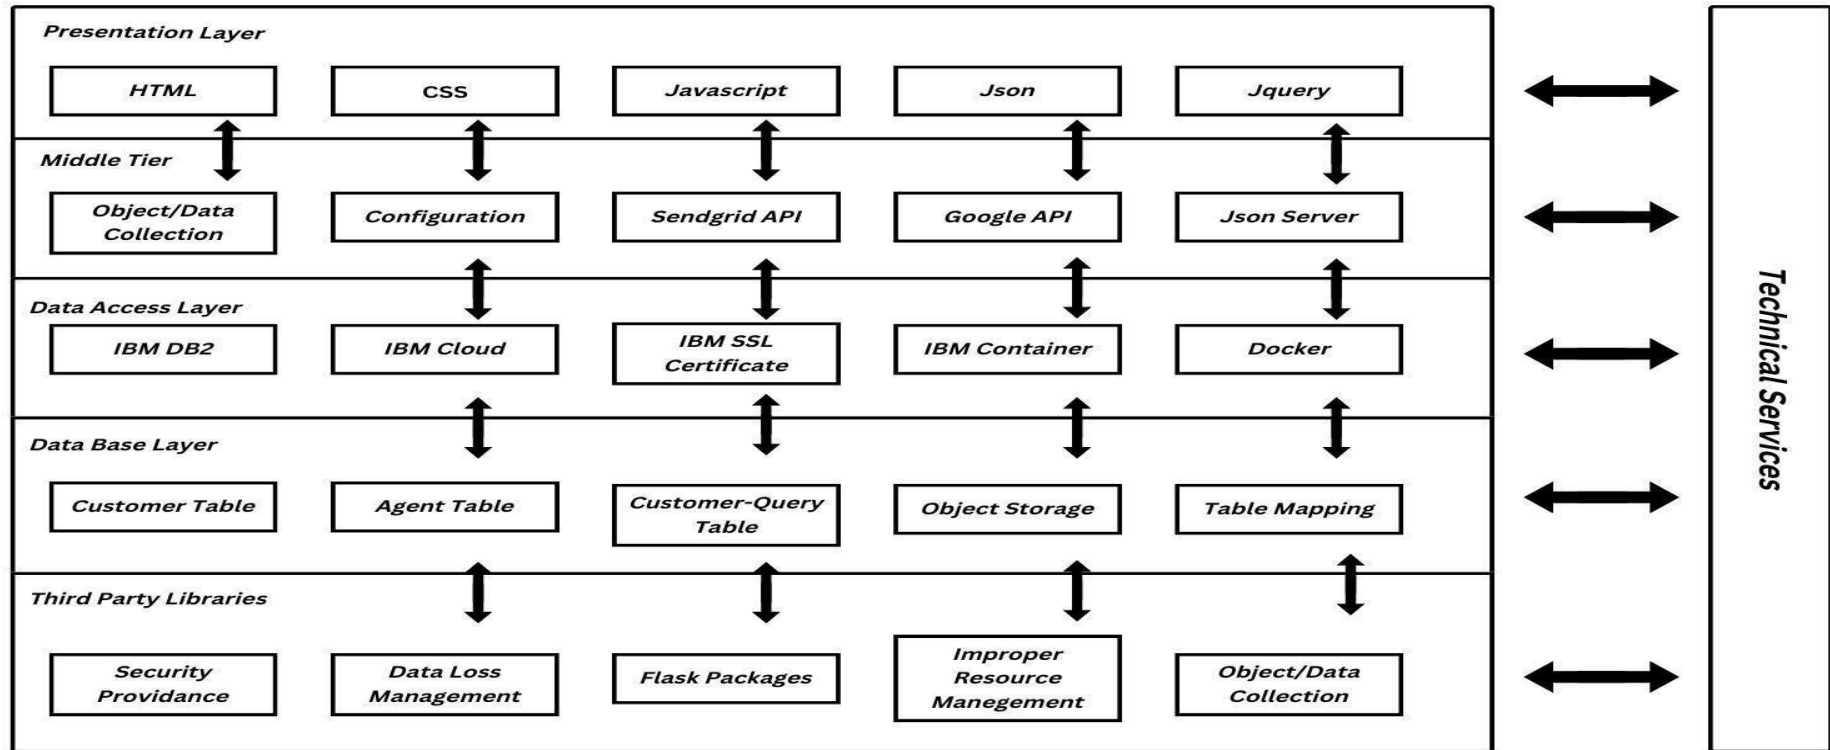 Presentation Layer
HTML
CSS
Javascript
Json
Jquery
Middle Tier
Object/Data
Collection
Configuration
Sendgrid API
Google API
Json Server
Data Access Layer
IBM DB2
IBM Cloud
IBM SSL
Certificate
IBM Container
Docker
Data Base Layer
Customer Table
Agent Table
Customer-Query
Table
Object Storage
Table Mapping
Third Party Libraries
Security
Providance
Data Loss
Management
Flask Packages
Improper
Resource
Manegement
Object/Data
Collection
Technical Services